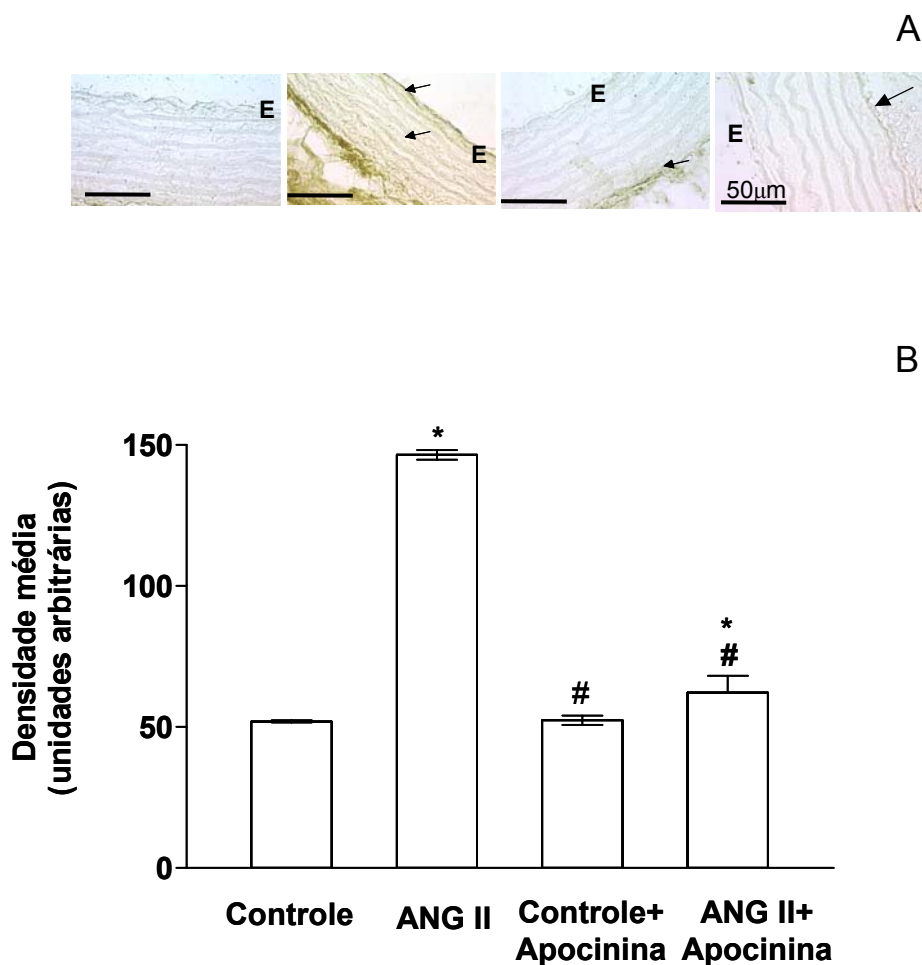 A
E
E
E
E
50µm
B
Densidade média
(unidades arbitrárias)
150
100
50
0
*
#
*
#
Controle
ANG II
Controle+
Apocinina
ANG II+
Apocinina